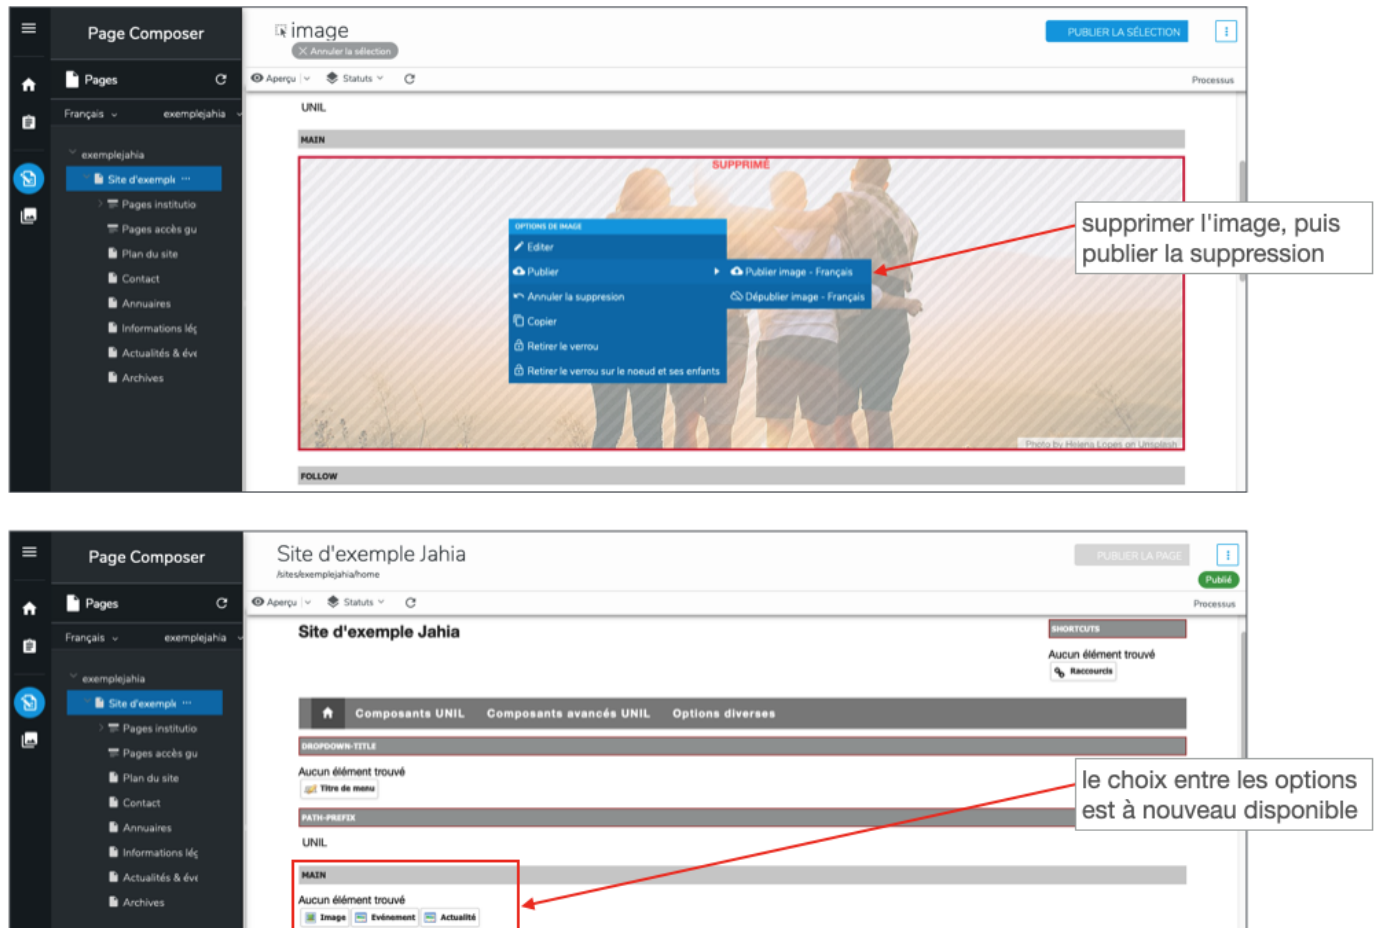 Page Composer
image
Annuler la sélection
PUBLIER LA SÉLECTION
Pages
Aperçu
Statuts
Processus
Français
exemplejahia
UNIL
MAIN
exemplejahia
SUPPRIMÉ
Site d'exemple ...
Pages institutio
Pages accès gu
Plan du site
Contact
Annuaires
Informations lég
Actualités & éve
Archives
OPTIONS DE IMAGE
Editer
Publier
Publier image - Français
Annuler la suppresion
Dépublier image - Français
Copier
Retirer le verrou
Retirer le verrou sur le noeud et ses enfants
supprimer l'image, puis
publier la suppression
Photo by Helena Lopes on Unsplash
FOLLOW
Page Composer
Site d'exemple Jahia
/sites/exemplejahia/home
PUBLIER LA PAGE
Publié
Pages
Aperçu
Statuts
Processus
Français
exemplejahia
Site d'exemple Jahia
SHORTCUTS
Aucun élément trouvé
Raccourcis
exemplejahia
Site d'exemple ...
Pages institutio
Pages accès gu
Plan du site
Contact
Annuaires
Informations lég
Actualités & éve
Archives
Composants UNIL
Composants avancés UNIL
Options diverses
DROPDOWN-TITLE
Aucun élément trouvé
Titre de menu
PATH-PREFIX
UNIL
le choix entre les options
est à nouveau disponible
MAIN
Aucun élément trouvé
Image
Evénement
Actualité